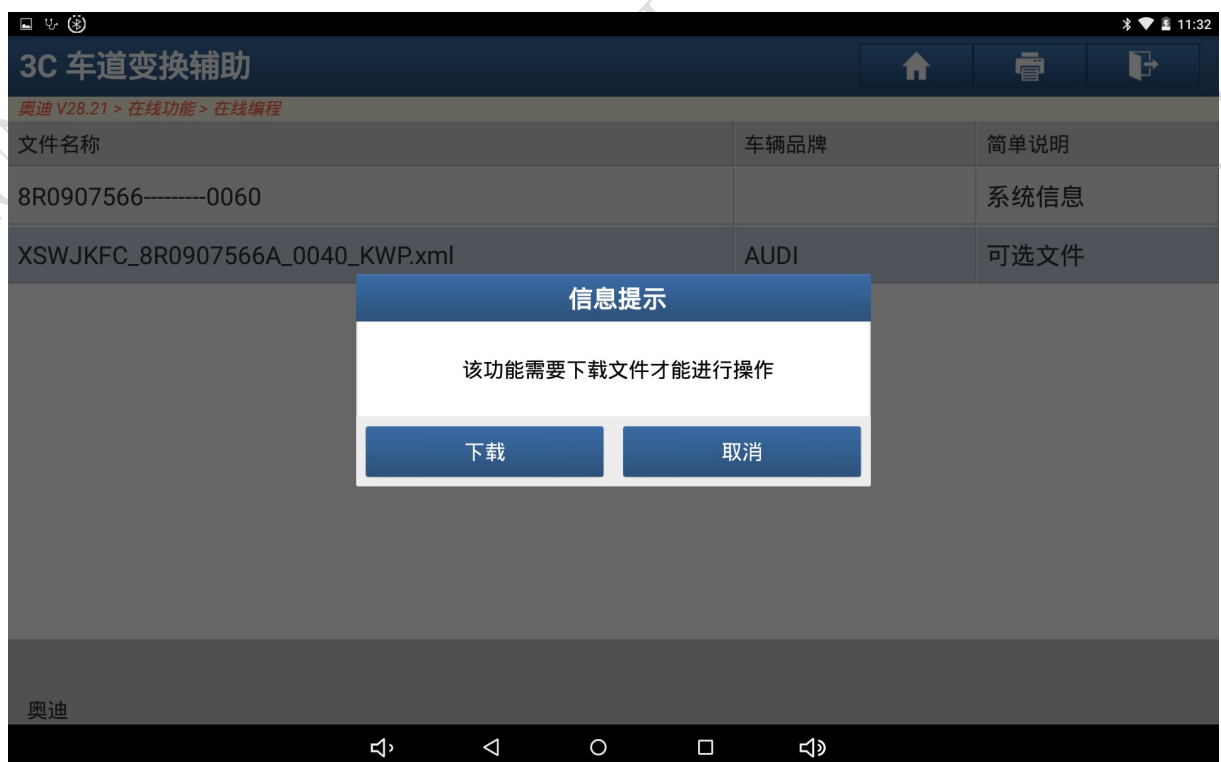 11:32
3C 车道变换辅助
奥迪 V28.21 > 在线功能 > 在线编程
文件名称 车辆品牌 简单说明
8R0907566---------0060 系统信息
XSWJKFC_8R0907566A_0040_KWP.xml AUDI 可选文件
信息提示
该功能需要下载文件才能进行操作
下载 取消
奥迪